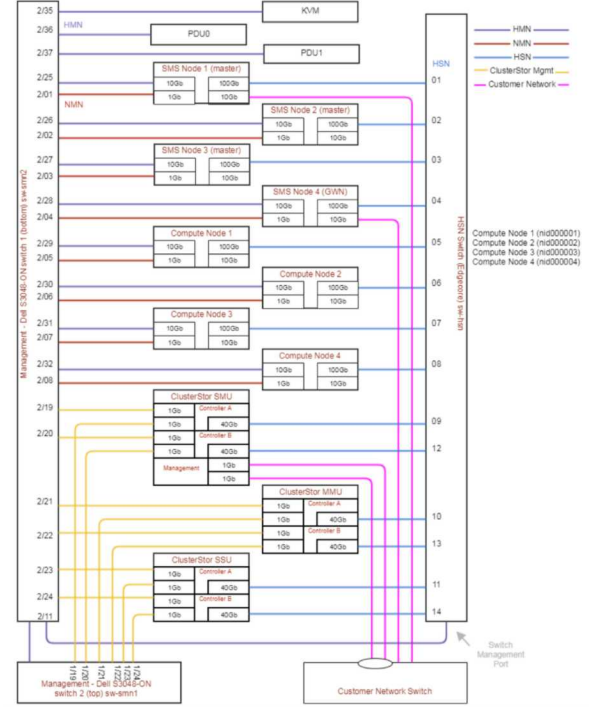 2/35
KVM
HMN
2/36
PDU0
2/37
PDU1
HMN
NMN
HSN
ClusterStor Mgmt
Customer Network
SMS Node 1 (master)
HSN
2/25
10Gb
100Gb
01
2/01
1Gb
10Gb
NMN
SMS Node 2 (master)
2/26
10Gb
100Gb
02
2/02
1Gb
10Gb
SMS Node 3 (master)
2/27
10Gb
100Gb
03
2/03
1Gb
10Gb
SMS Node 4 (GWN)
2/28
10Gb
100Gb
04
2/04
1Gb
10Gb
Compute Node 1
2/29
10Gb
100Gb
05
2/05
1Gb
10Gb
Compute Node 1 (nid000001)
Compute Node 2 (nid000002)
Compute Node 3 (nid000003)
Compute Node 4 (nid000004)
Compute Node 2
2/30
10Gb
100Gb
06
2/06
1Gb
10Gb
Compute Node 3
2/31
10Gb
100Gb
07
2/07
1Gb
10Gb
Compute Node 4
2/32
10Gb
100Gb
08
2/08
1Gb
10Gb
Management - Dell S3048-ON switch 1 (bottom) sw-smn2
HSN Switch (Edgecore) sw-hsn
ClusterStor SMU
2/19
1Gb
Controller A
1Gb
40Gb
09
2/20
1Gb
Controller B
1Gb
40Gb
12
Management
1Gb
1Gb
ClusterStor MMU
2/21
1Gb
Controller A
1Gb
40Gb
10
2/22
1Gb
Controller B
1Gb
40Gb
13
ClusterStor SSU
2/23
1Gb
Controller A
1Gb
40Gb
11
2/24
1Gb
Controller B
1Gb
40Gb
14
2/11
Switch
Management
Port
1/19
1/20
1/21
1/22
1/23
1/24
Management - Dell S3048-ON
switch 2 (top) sw-smn1
Customer Network Switch